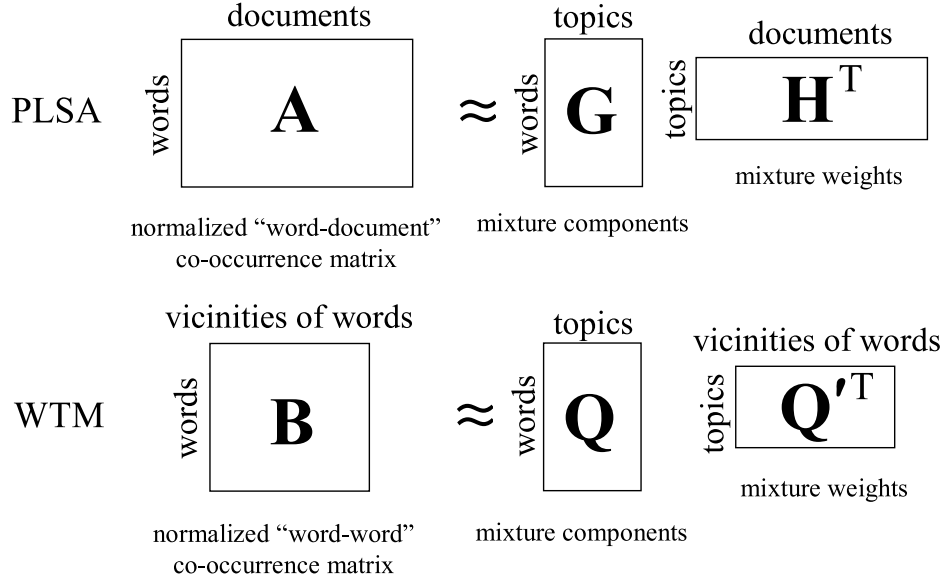 documents
topics
documents
PLSA
words
A
≈
words
G
topics
H^T
mixture weights
normalized “word-document”
co-occurrence matrix
mixture components
vicinities of words
topics
vicinities of words
WTM
words
B
≈
words
Q
topics
Q′^T
mixture weights
normalized “word-word”
co-occurrence matrix
mixture components